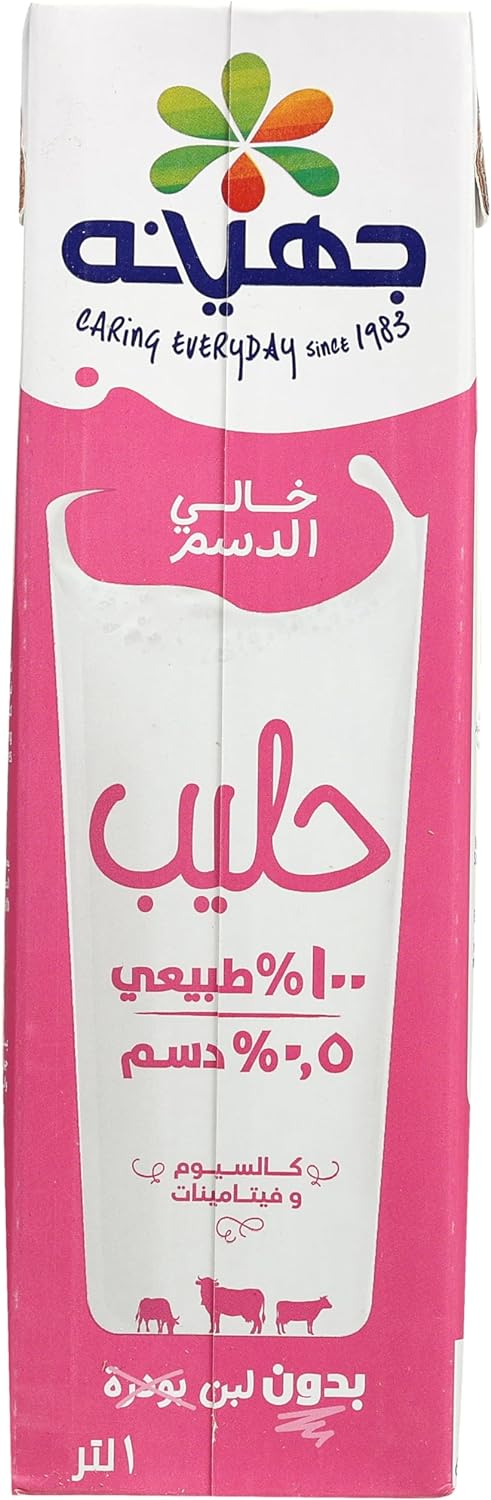 جهينه
CARING EVERYDAY SINCE 1983
خالي
الدسم
حليب
١٠٠% طبيعي
٠,٥% دسم
كالسيوم
و فيتامينات
بدون لبن بودرة
١ لتر